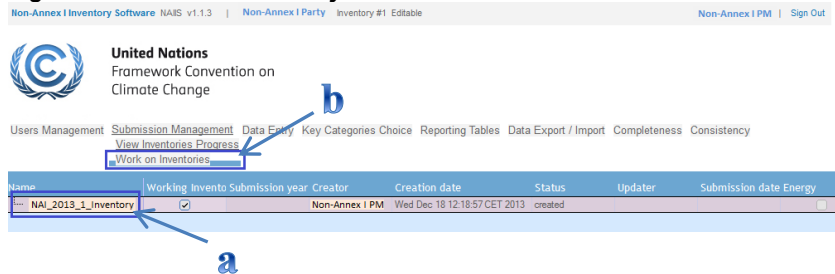 Non-Annex I Inventory Software NAIIS v1.1.3 | Non-Annex I Party Inventory #1 Editable Non-Annex I PM | Sign Out
United Nations
Framework Convention on
Climate Change
b
Users Management Submission Management Data Entry Key Categories Choice Reporting Tables Data Export / Import Completeness Consistency
View Inventories Progress
Work on Inventories
Name Working Invento Submission year Creator Creation date Status Updater Submission date Energy
NAI_2013_1_Inventory Non-Annex I PM Wed Dec 18 12:18:57 CET 2013 created
a